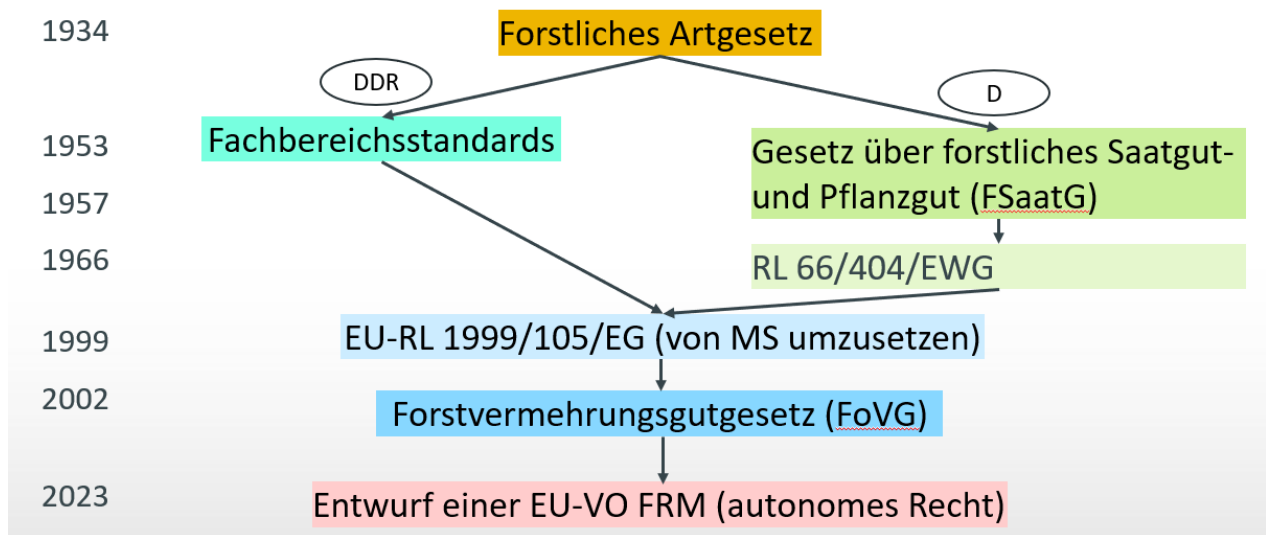 1934
Forstliches Artgesetz
DDR
D
1953
Fachbereichsstandards
Gesetz über forstliches Saatgut-
und Pflanzgut (FSaatG)
1957
1966
RL 66/404/EWG
1999
EU-RL 1999/105/EG (von MS umzusetzen)
2002
Forstvermehrungsgutgesetz (FoVG)
2023
Entwurf einer EU-VO FRM (autonomes Recht)